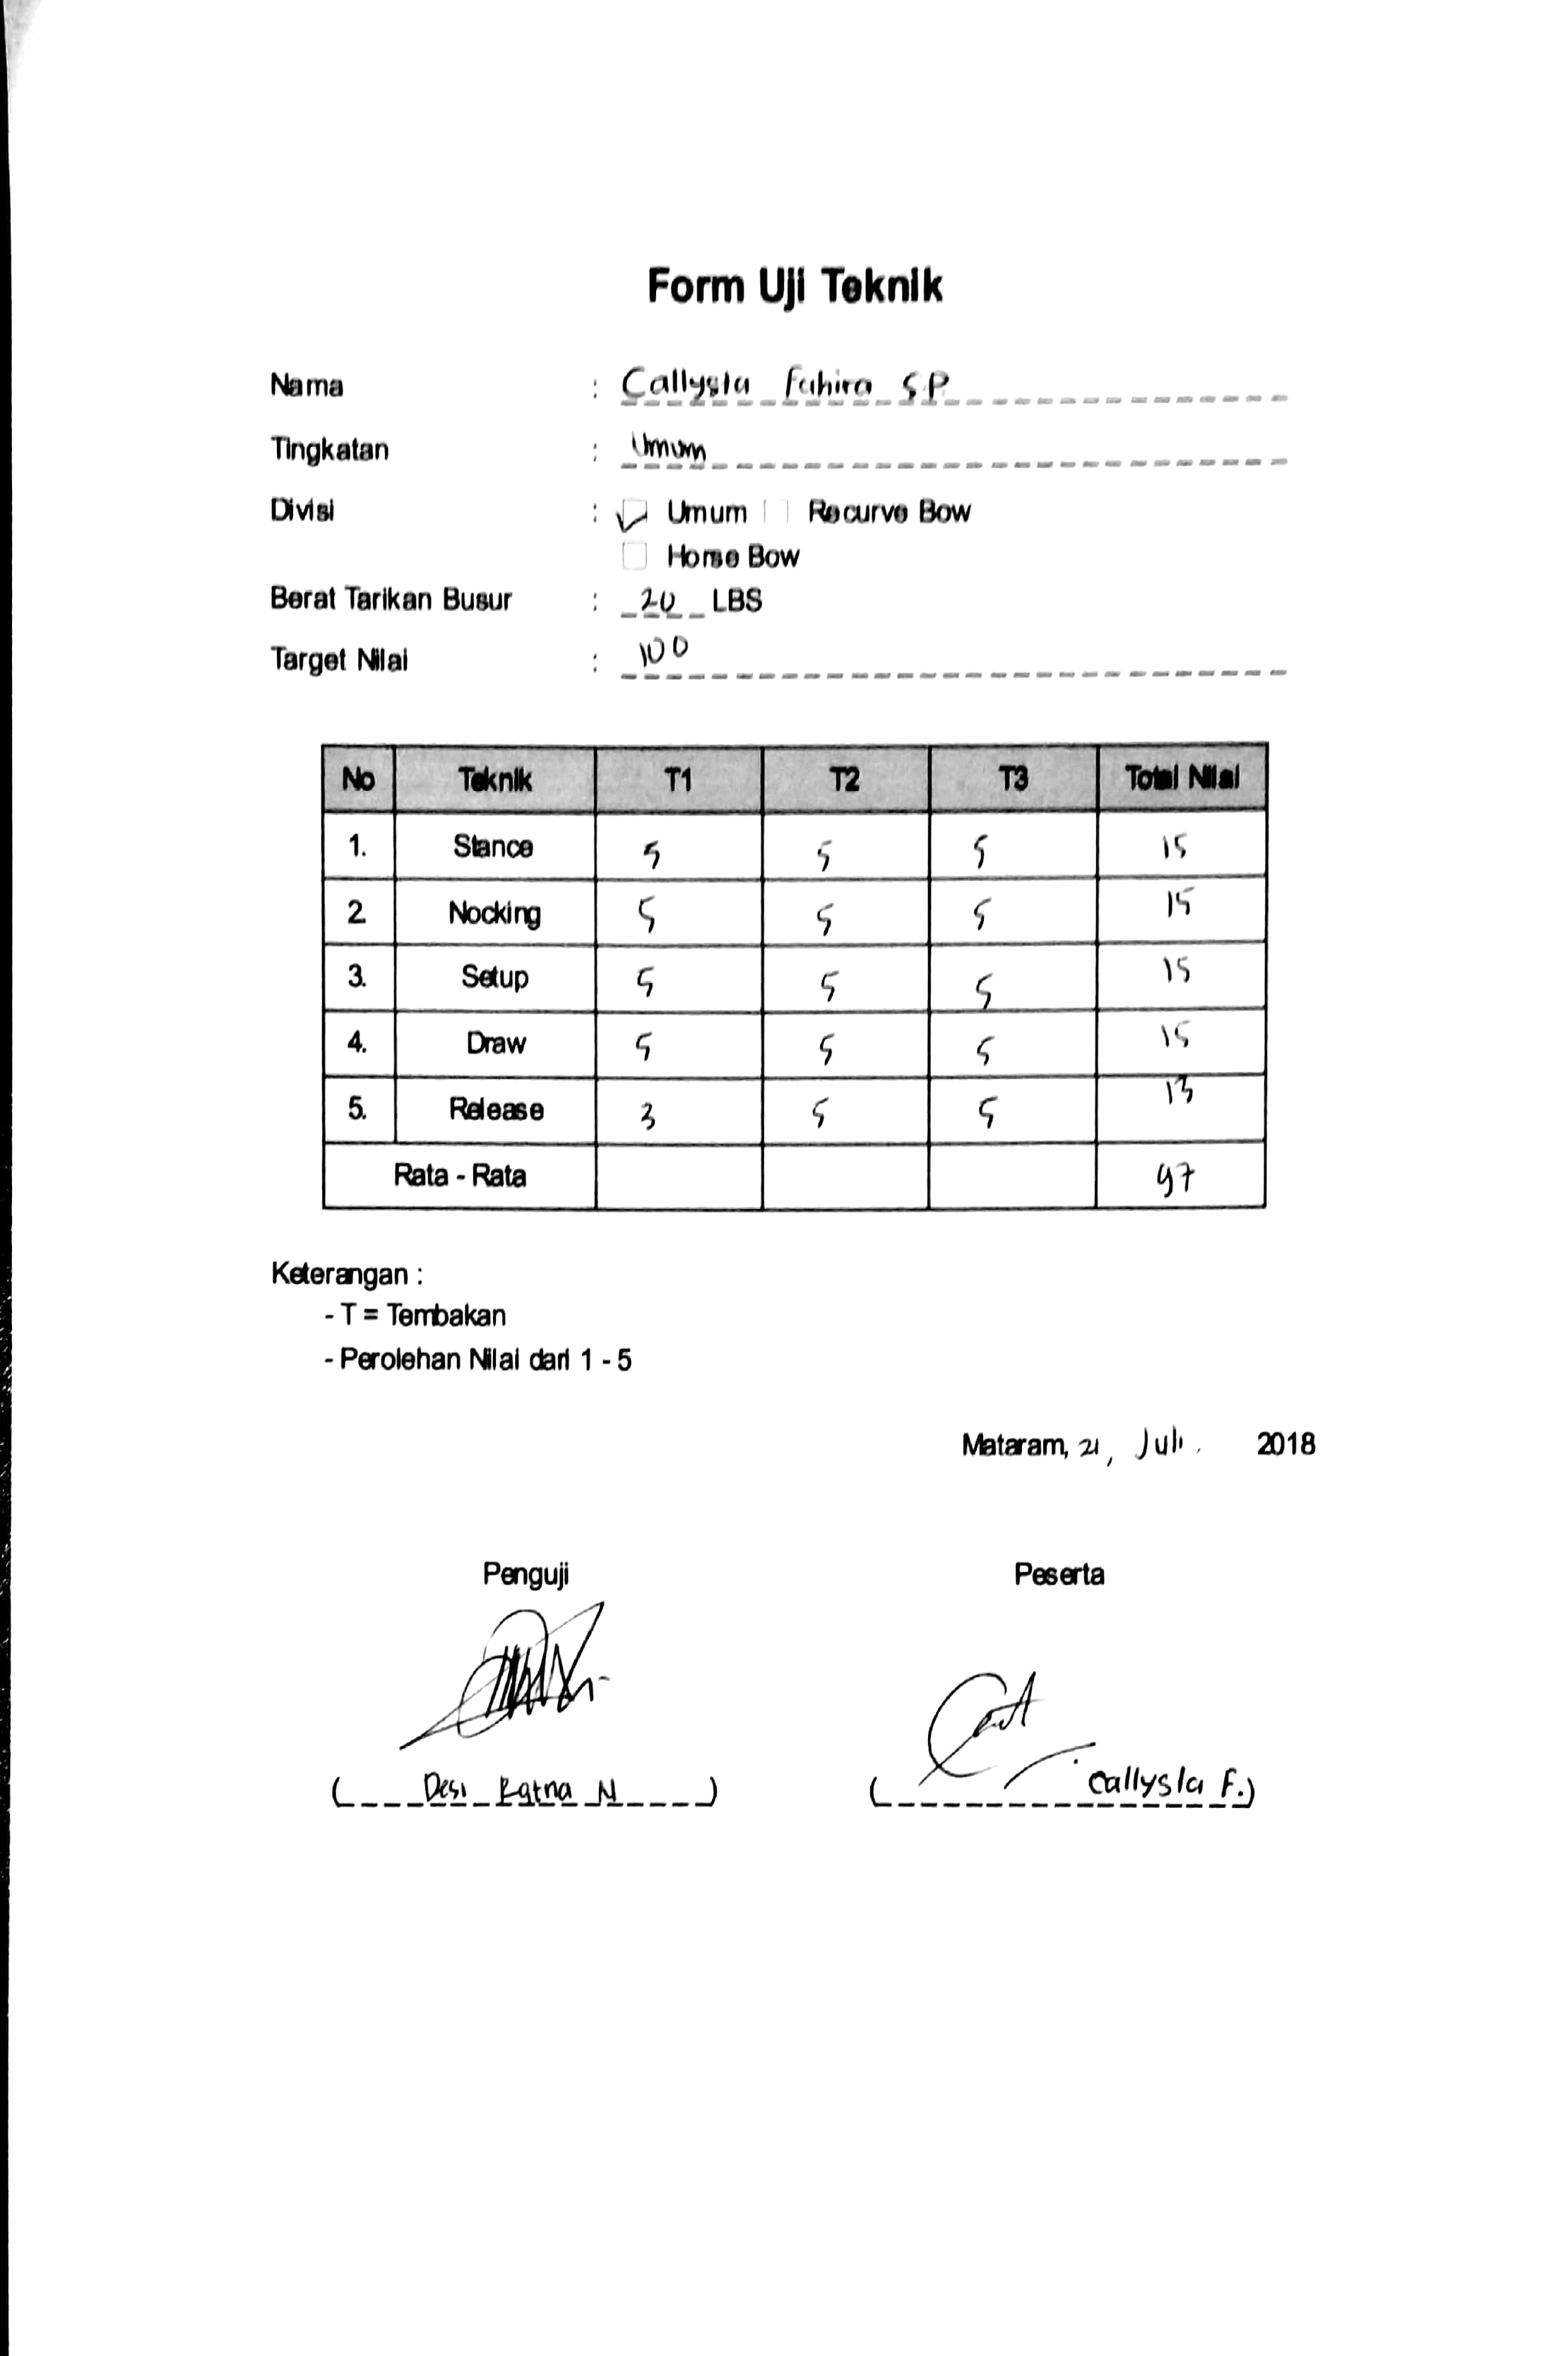 Form Uji Teknik
Nama : Callysta Fahira S.P
Tingkatan : Umum
Divisi : Umum Recurve Bow
Horse Bow
Berat Tarikan Busur : 20 LBS
Target Nilai : 100
No Teknik T1 T2 T3 Total Nilai
1. Stance 5 5 5 15
2. Nocking 5 5 5 15
3. Setup 5 5 5 15
4. Draw 5 5 5 15
5. Release 3 5 5 13
Rata - Rata 97
Keterangan :
- T = Tembakan
- Perolehan Nilai dari 1 - 5
Mataram, 21, Juli. 2018
Penguji Peserta
( Desi Ratna N ) ( Callysta F. )